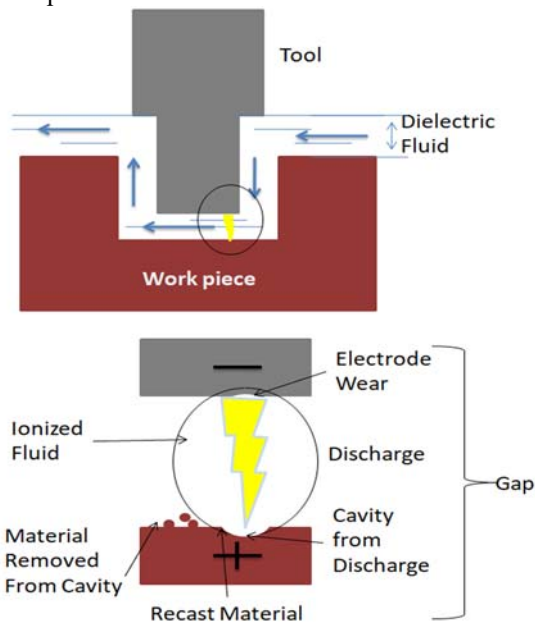 Tool
Dielectric
Fluid
Work piece
Electrode
Wear
Ionized
Fluid
Discharge
Gap
Material
Removed
From Cavity
Cavity
from
Discharge
Recast Material